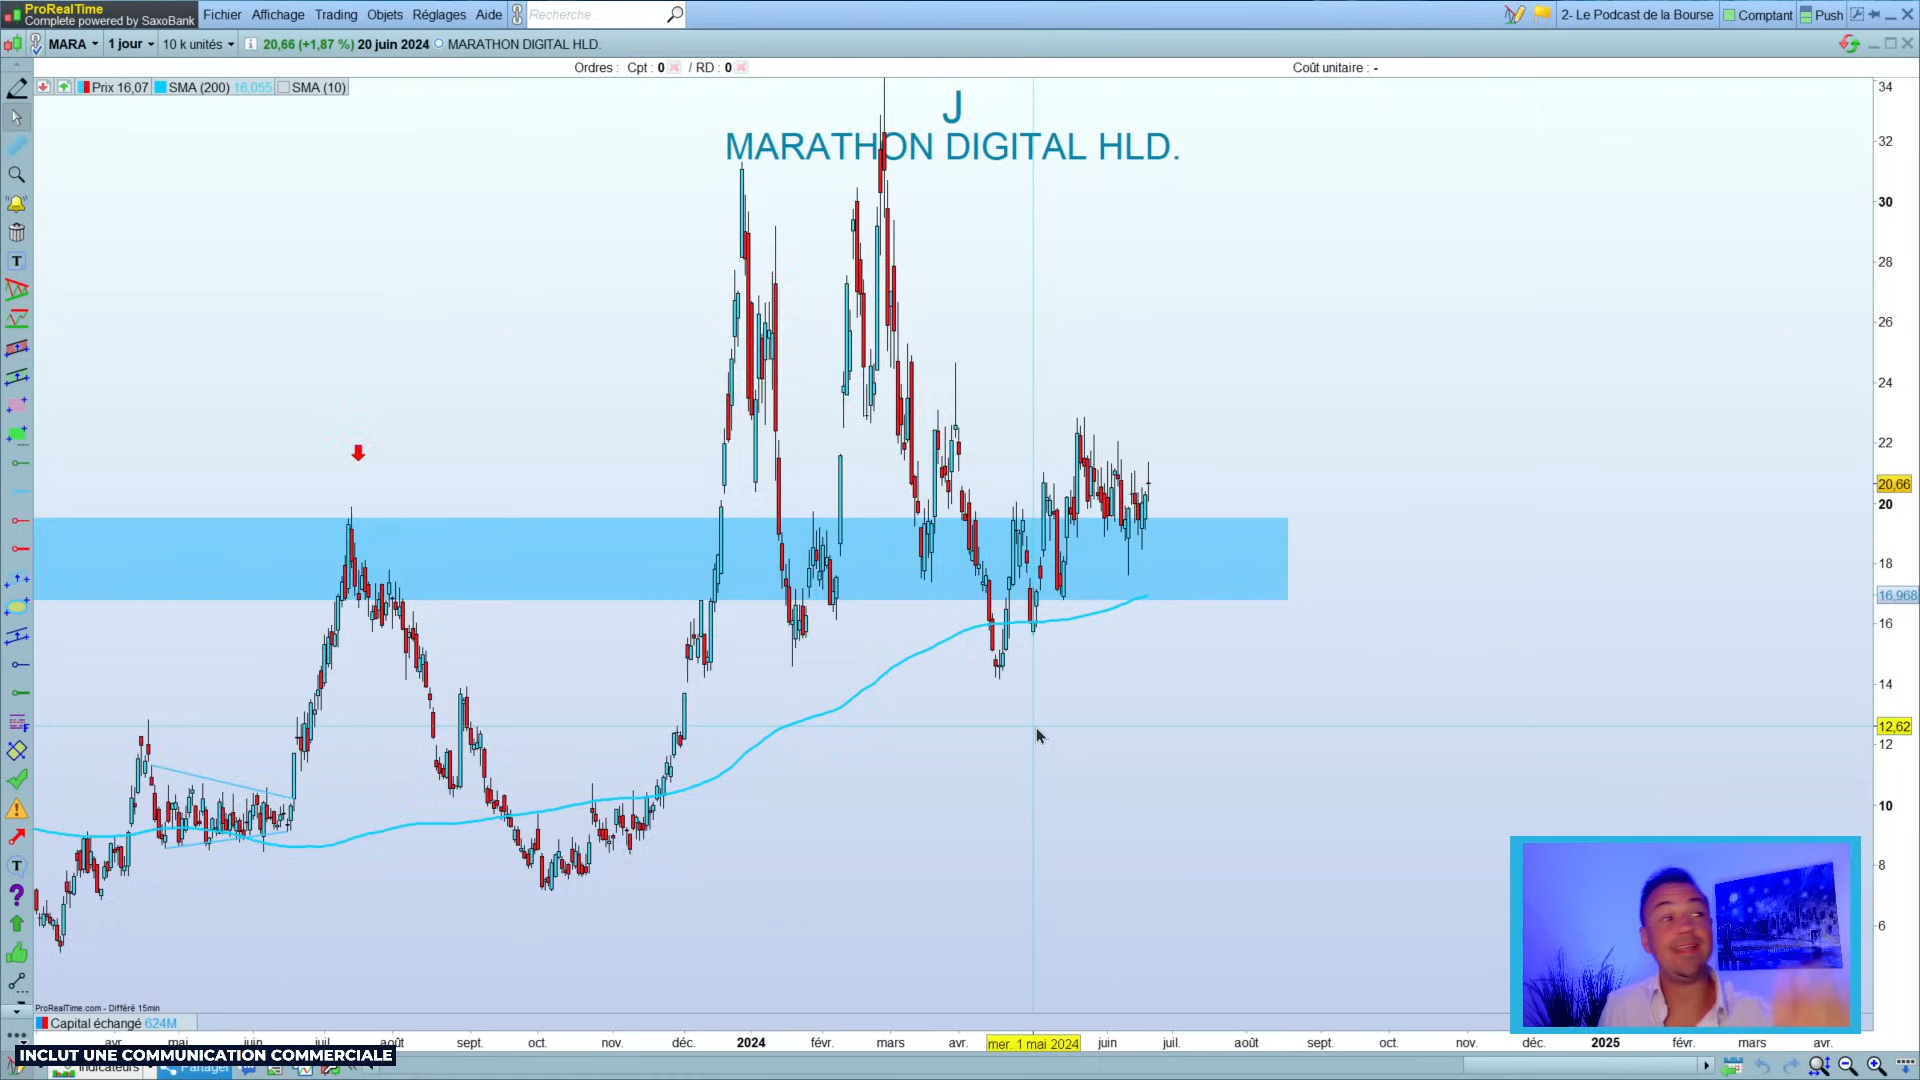 ProRealTime
Complete powered by SaxoBank
Fichier Affichage Trading Objets Réglages Aide Recherche... 2- Le Podcast de la Bourse Comptant Push
MARA 1 jour 10 k unités 20,66 (+1,87 %) 20 juin 2024 MARATHON DIGITAL HLD.
Ordres : Cpt : 0 / RD : 0 Coût unitaire : -
Prix 16,07 SMA (200) 16,055 SMA (10)
J
MARATHON DIGITAL HLD.
34
32
30
28
26
24
22
20,66
20
18
16,968
16
14
12,62
12
10
8
6
ProRealTime.com - Différé 15min
Capital échangé 624M
avr. mai juin août sept. oct. nov. déc. 2024 févr. mars avr. mer. 1 mai 2024 juin juil. août sept. oct. nov. déc. 2025 févr. mars avr.
INCLUT UNE COMMUNICATION COMMERCIALE
Indicateurs Partager